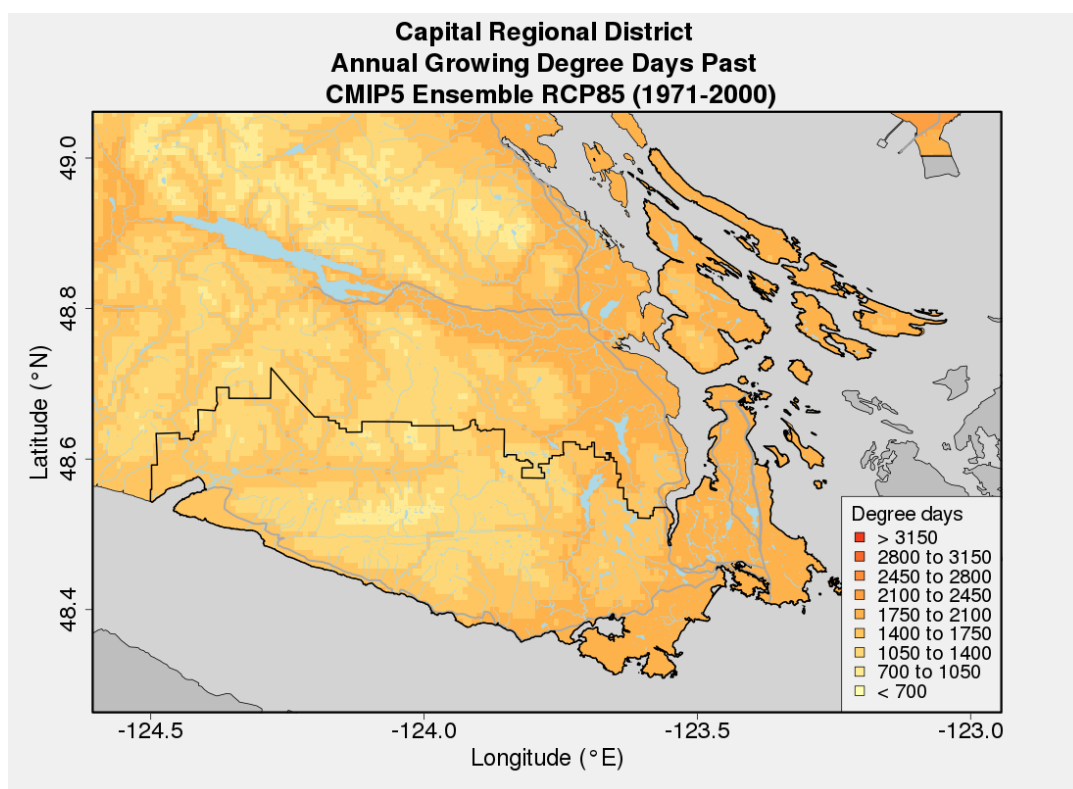 Capital Regional District
Annual Growing Degree Days Past
CMIP5 Ensemble RCP85 (1971-2000)
49.0
48.8
48.6
48.4
Latitude (°N)
Degree days
> 3150
2800 to 3150
2450 to 2800
2100 to 2450
1750 to 2100
1400 to 1750
1050 to 1400
700 to 1050
< 700
-124.5
-124.0
-123.5
-123.0
Longitude (°E)